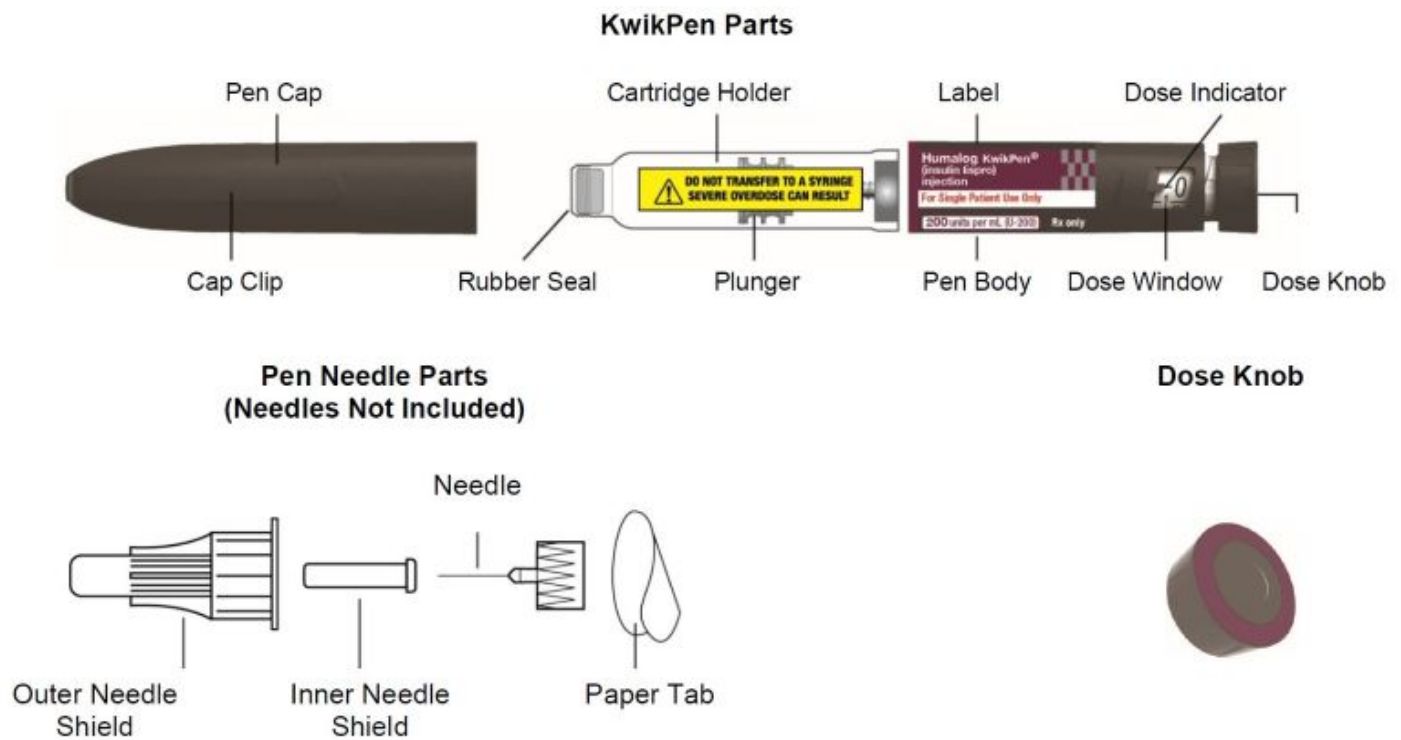 KwikPen Parts
Pen Cap
Cartridge Holder
Label
Dose Indicator
DO NOT TRANSFER TO A SYRINGE
SEVERE OVERDOSE CAN RESULT
Humalog KwikPen®
(insulin lispro)
injection
For Single Patient Use Only
200 units per mL (U-200) Rx only
0
Cap Clip
Rubber Seal
Plunger
Pen Body
Dose Window
Dose Knob
Pen Needle Parts
(Needles Not Included)
Dose Knob
Needle
Outer Needle
Shield
Inner Needle
Shield
Paper Tab